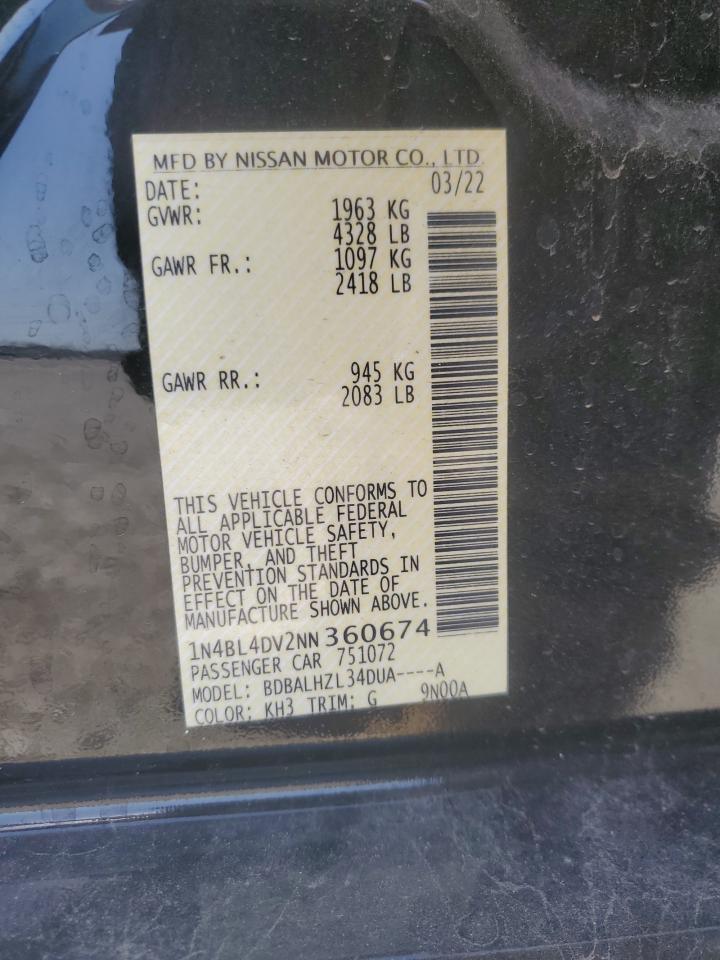 MFD BY NISSAN MOTOR CO., LTD.
DATE: 03/22
GVWR: 1963 KG
4328 LB
GAWR FR.: 1097 KG
2418 LB
GAWR RR.: 945 KG
2083 LB
THIS VEHICLE CONFORMS TO
ALL APPLICABLE FEDERAL
MOTOR VEHICLE SAFETY,
BUMPER, AND THEFT
PREVENTION STANDARDS IN
EFFECT ON THE DATE OF
MANUFACTURE SHOWN ABOVE.
1N4BL4DV2NN360674
PASSENGER CAR 751072
MODEL: BDBALHZL34DUA----A
COLOR: KH3 TRIM: G 9N00A